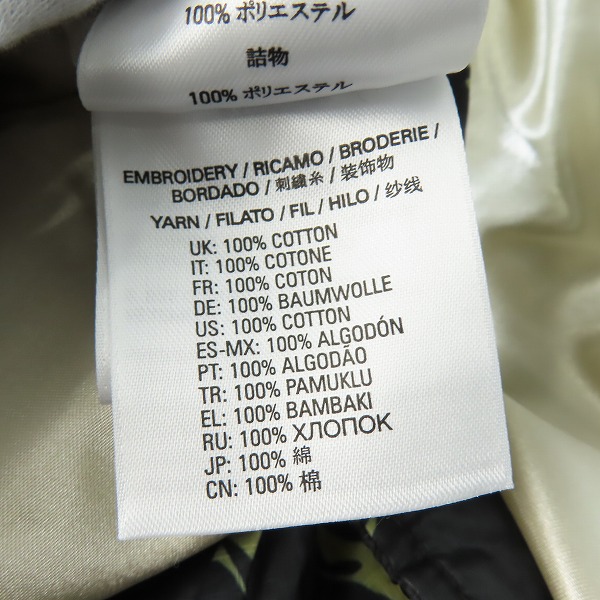 100% ポリエステル
詰物
100% ポリエステル
EMBROIDERY / RICAMO / BRODERIE /
BORDADO / 刺繍糸 / 装饰物
YARN / FILATO / FIL / HILO / 纱线
UK: 100% COTTON
IT: 100% COTONE
FR: 100% COTON
DE: 100% BAUMWOLLE
US: 100% COTTON
ES-MX: 100% ALGODÓN
PT: 100% ALGODÃO
TR: 100% PAMUKLU
EL: 100% BAMBAKI
RU: 100% ХЛОПОК
JP: 100% 綿
CN: 100% 棉